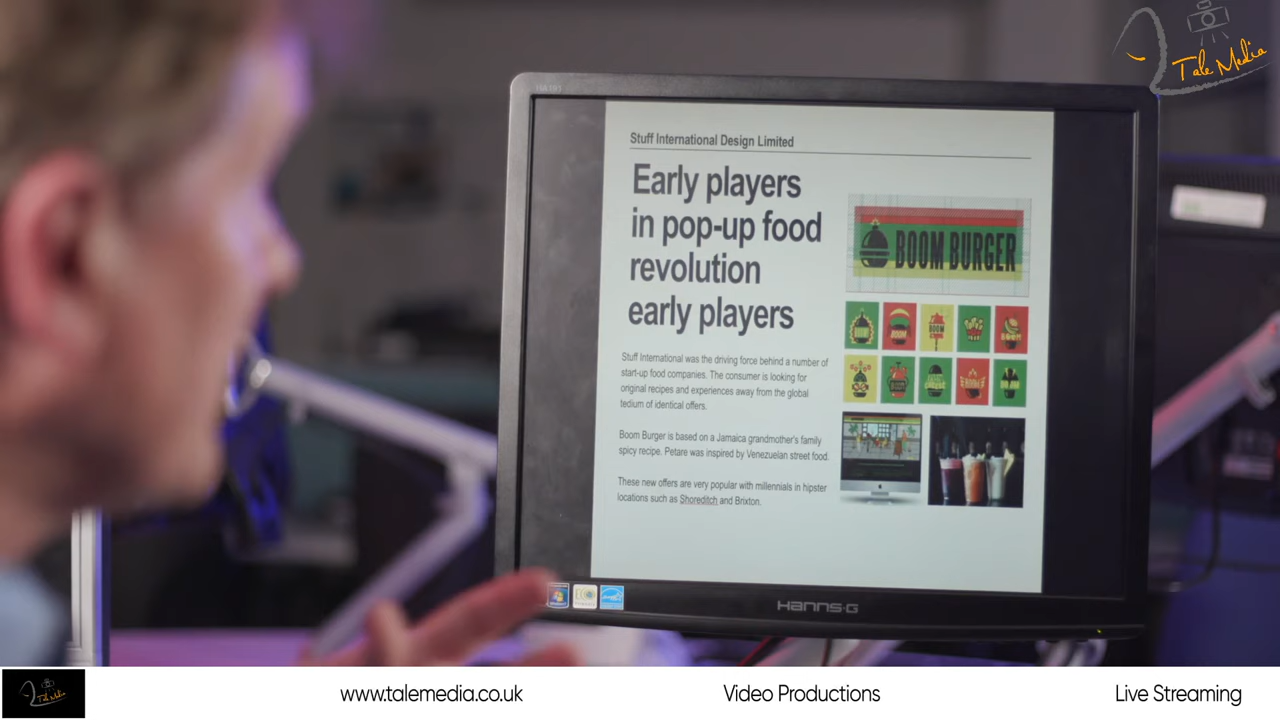 Tale Media
Stuff International Design Limited
Early players
in pop-up food
revolution
early players
BOOM BURGER
Stuff International was the driving force behind a number of
start-up food companies. The consumer is looking for
original recipes and experiences away from the global
tedium of identical offers.
Boom Burger is based on a Jamaica grandmother's family
spicy recipe. Petare was inspired by Venezuelan street food.
These new offers are very popular with millennials in hipster
locations such as Shoreditch and Brixton.
HANNS·G
www.talemedia.co.uk
Video Productions
Live Streaming